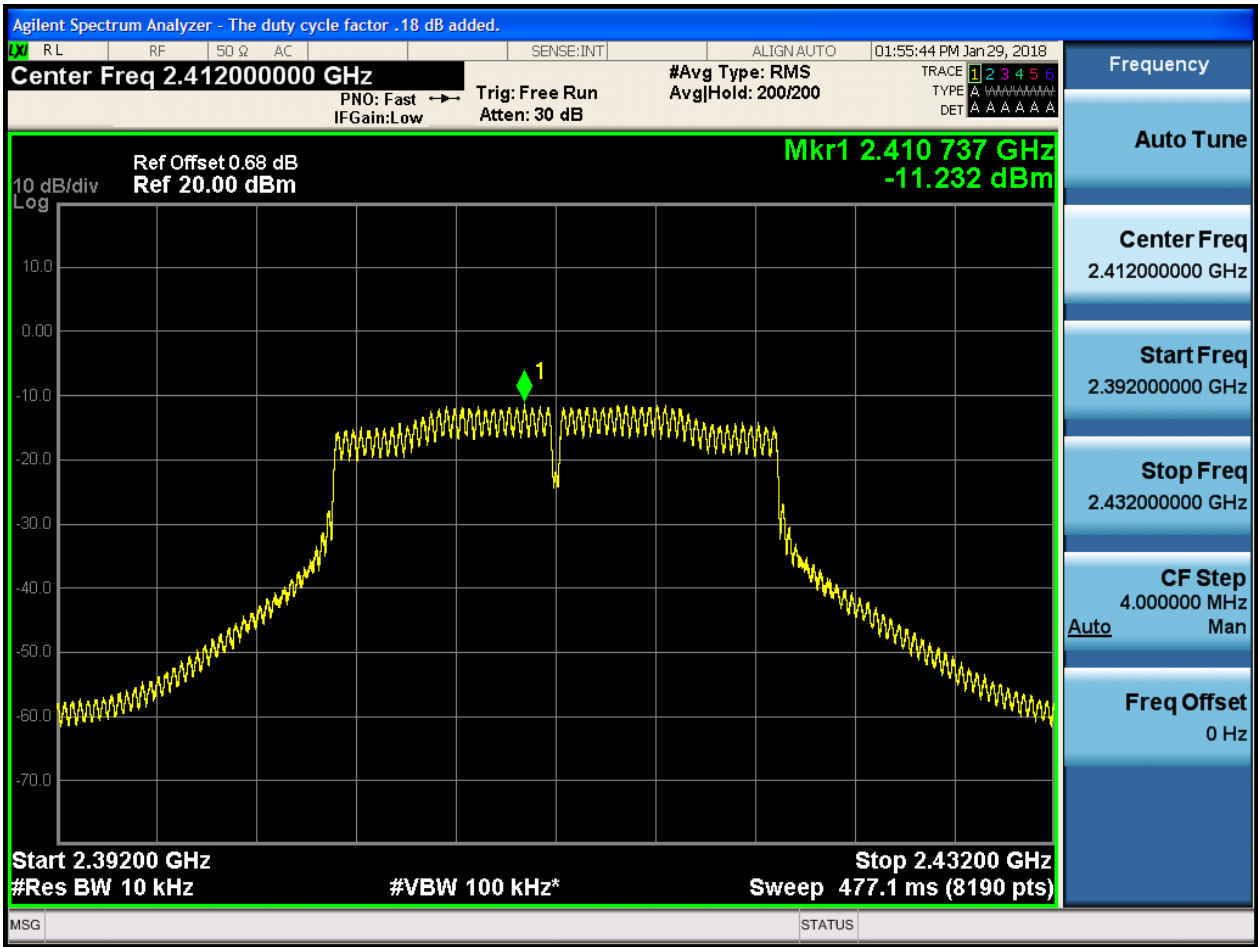 Agilent Spectrum Analyzer - The duty cycle factor .18 dB added.
LXI RL RF 50 Ω AC SENSE:INT ALIGN AUTO 01:55:44 PM Jan 29, 2018
Center Freq 2.412000000 GHz
PNO: Fast
IFGain:Low
Trig: Free Run
Atten: 30 dB
#Avg Type: RMS
Avg|Hold: 200/200
TRACE 1 2 3 4 5 6
TYPE A WWWWWW
DET A A A A A A
Mkr1 2.410 737 GHz
-11.232 dBm
Ref Offset 0.68 dB
10 dB/div Ref 20.00 dBm
Log
10.0
0.00
-10.0
-20.0
-30.0
-40.0
-50.0
-60.0
-70.0
1
Start 2.39200 GHz Stop 2.43200 GHz
#Res BW 10 kHz #VBW 100 kHz* Sweep 477.1 ms (8190 pts)
MSG STATUS
Frequency
Auto Tune
Center Freq
2.412000000 GHz
Start Freq
2.392000000 GHz
Stop Freq
2.432000000 GHz
CF Step
4.000000 MHz
Auto Man
Freq Offset
0 Hz